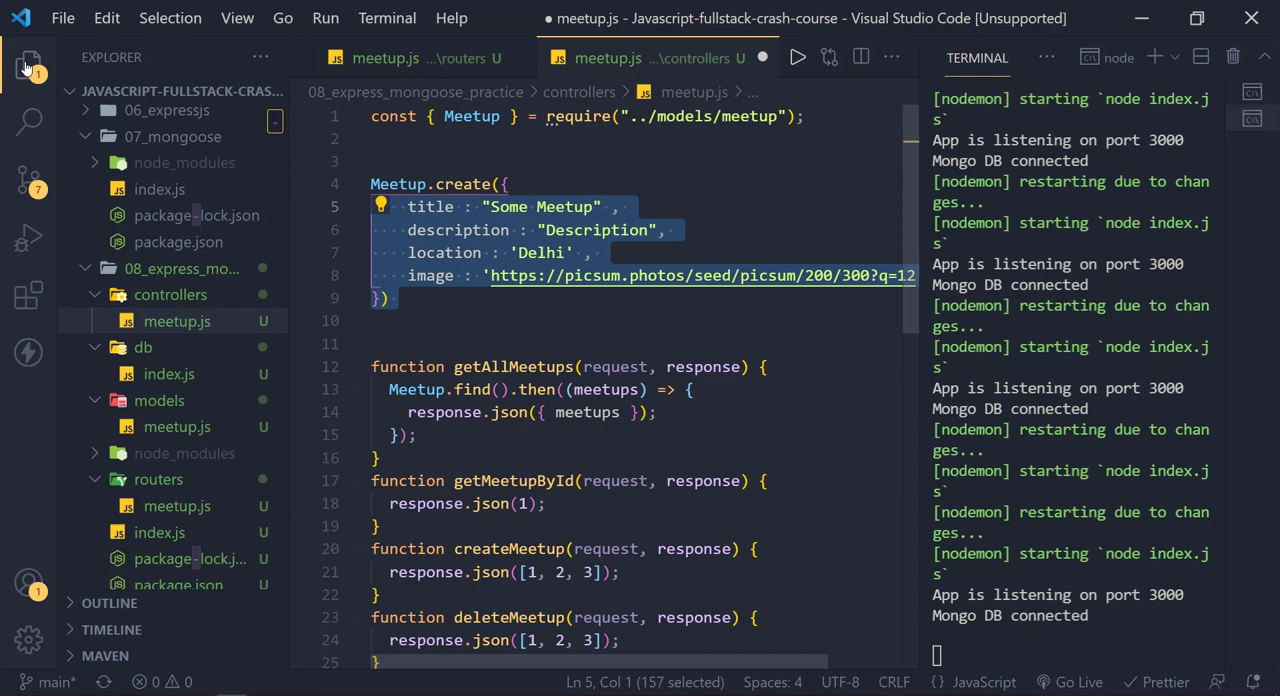 File Edit Selection View Go Run Terminal Help
● meetup.js - Javascript-fullstack-crash-course - Visual Studio Code [Unsupported]
EXPLORER
JAVASCRIPT-FULLSTACK-CRAS...
06_expressjs
07_mongoose
node_modules
index.js
package-lock.json
package.json
08_express_mo...
controllers
meetup.js U
db
index.js U
models
meetup.js U
node_modules
routers
meetup.js U
index.js U
package-lock.j... U
package.json U
OUTLINE
TIMELINE
MAVEN
1
7
1
JS meetup.js ...\routers U
JS meetup.js ...\controllers U
08_express_mongoose_practice > controllers > JS meetup.js > ...
1 const { Meetup } = require("../models/meetup");
2
3
4 Meetup.create({
5 title : "Some Meetup" ,
6 description : "Description",
7 location : 'Delhi' ,
8 image : 'https://picsum.photos/seed/picsum/200/300?q=12
9 })
10
11
12 function getAllMeetups(request, response) {
13 Meetup.find().then((meetups) => {
14 response.json({ meetups });
15 });
16 }
17 function getMeetupById(request, response) {
18 response.json(1);
19 }
20 function createMeetup(request, response) {
21 response.json([1, 2, 3]);
22 }
23 function deleteMeetup(request, response) {
24 response.json([1, 2, 3]);
25 }
TERMINAL
node
[nodemon] starting `node index.j
s`
App is listening on port 3000
Mongo DB connected
[nodemon] restarting due to chan
ges...
[nodemon] starting `node index.j
s`
App is listening on port 3000
Mongo DB connected
[nodemon] restarting due to chan
ges...
[nodemon] starting `node index.j
s`
App is listening on port 3000
Mongo DB connected
[nodemon] restarting due to chan
ges...
[nodemon] starting `node index.j
s`
[nodemon] restarting due to chan
ges...
[nodemon] starting `node index.j
s`
App is listening on port 3000
Mongo DB connected
main* 0 0
Ln 5, Col 1 (157 selected) Spaces: 4 UTF-8 CRLF {} JavaScript Go Live Prettier